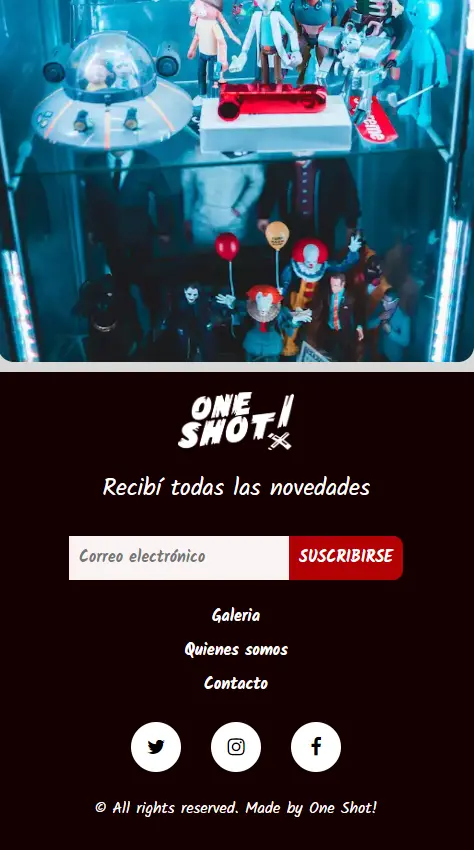 ONE
SHOT!
Recibí todas las novedades
Correo electrónico
SUSCRIBIRSE
Galeria
Quienes somos
Contacto
© All rights reserved. Made by One Shot!